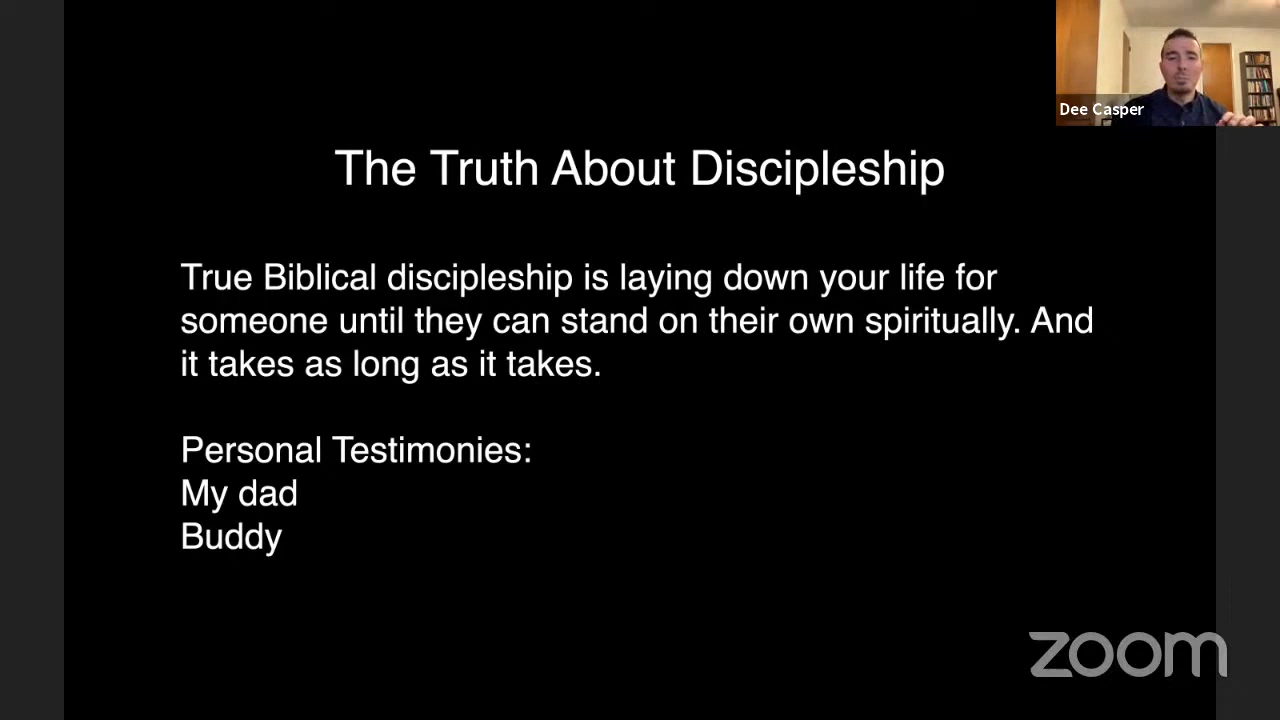 Dee Casper
The Truth About Discipleship
True Biblical discipleship is laying down your life for
someone until they can stand on their own spiritually. And
it takes as long as it takes.
Personal Testimonies:
My dad
Buddy
zoom